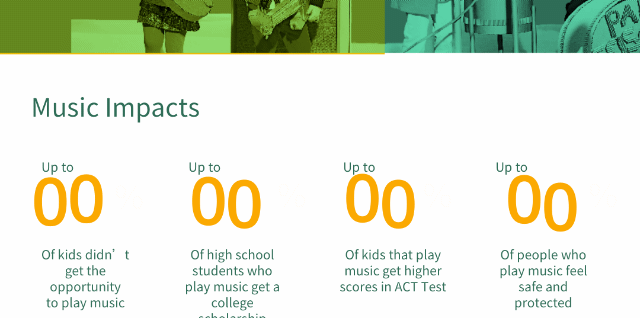 PA
Music Impacts
Up to
00
Of kids didn’t
get the
opportunity
to play music
Up to
00
Of high school
students who
play music get a
college
scholarship
Up to
00
Of kids that play
music get higher
scores in ACT Test
Up to
00
Of people who
play music feel
safe and
protected